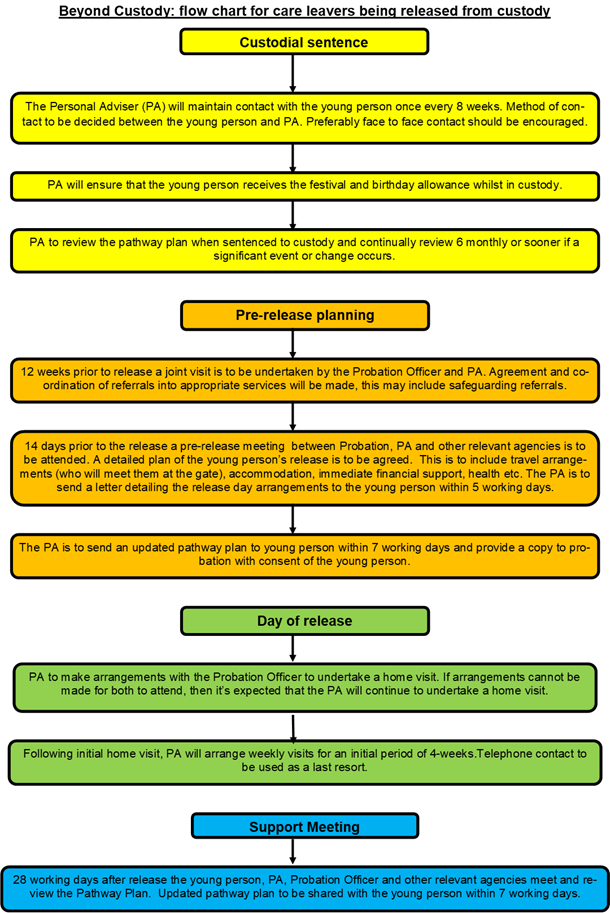 Beyond Custody: flow chart for care leavers being released from custody
Custodial sentence
The Personal Adviser (PA) will maintain contact with the young person once every 8 weeks. Method of con-
tact to be decided between the young person and PA. Preferably face to face contact should be encouraged.
PA will ensure that the young person receives the festival and birthday allowance whilst in custody.
PA to review the pathway plan when sentenced to custody and continually review 6 monthly or sooner if a
significant event or change occurs.
Pre-release planning
12 weeks prior to release a joint visit is to be undertaken by the Probation Officer and PA. Agreement and co-
ordination of referrals into appropriate services will be made, this may include safeguarding referrals.
14 days prior to the release a pre-release meeting between Probation, PA and other relevant agencies is to
be attended. A detailed plan of the young person's release is to be agreed. This is to include travel arrange-
ments (who will meet them at the gate), accommodation, immediate financial support, health etc. The PA is to
send a letter detailing the release day arrangements to the young person within 5 working days.
The PA is to send an updated pathway plan to young person within 7 working days and provide a copy to pro-
bation with consent of the young person.
Day of release
PA to make arrangements with the Probation Officer to undertake a home visit. If arrangements cannot be
made for both to attend, then it's expected that the PA will continue to undertake a home visit.
Following initial home visit, PA will arrange weekly visits for an initial period of 4-weeks.Telephone contact to
be used as a last resort.
Support Meeting
28 working days after release the young person, PA, Probation Officer and other relevant agencies meet and re-
view the Pathway Plan. Updated pathway plan to be shared with the young person within 7 working days.